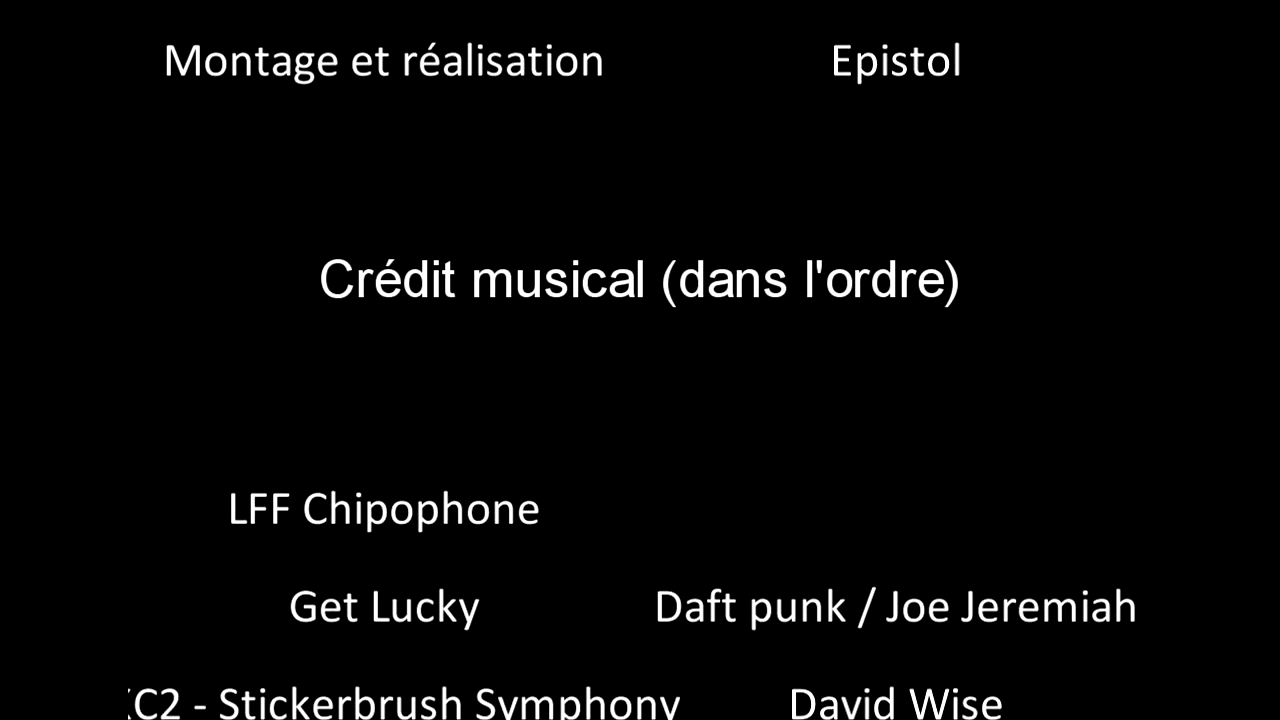 Montage et réalisation Epistol
Crédit musical (dans l'ordre)
LFF Chipophone
Get Lucky Daft punk / Joe Jeremiah
C2 - Stickerbrush Symphony David Wise